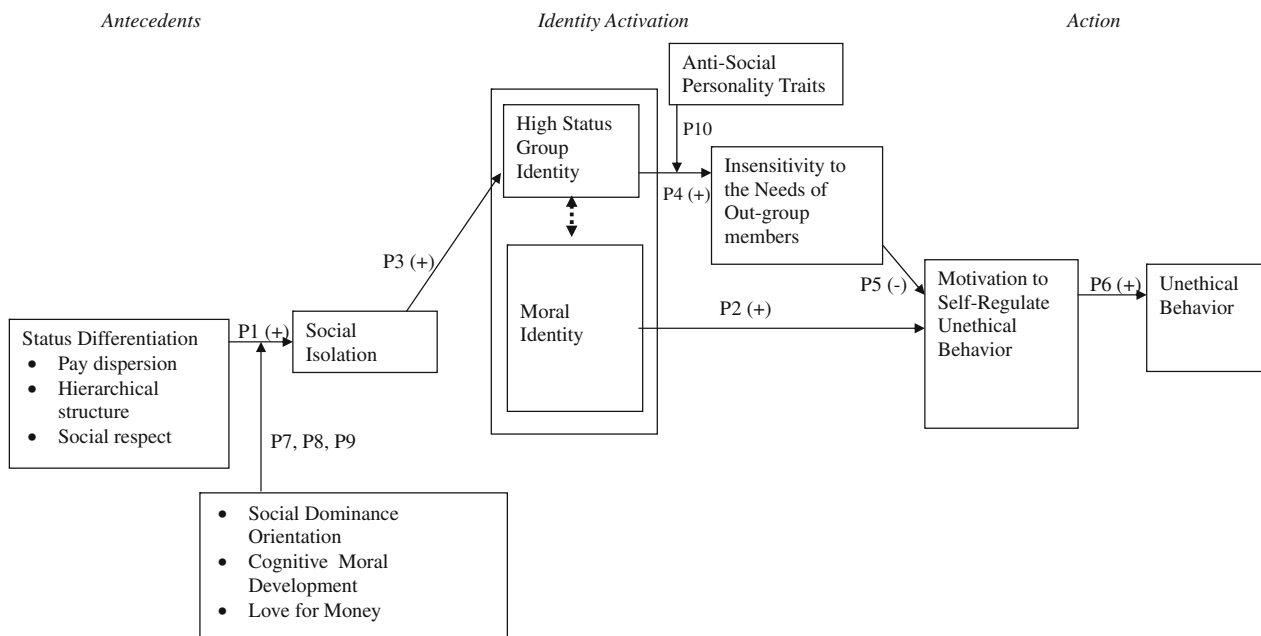 Antecedents
Identity Activation
Action
Anti-Social
Personality Traits
P10
High Status
Group
Identity
P4 (+)
Insensitivity to
the Needs of
Out-group
members
P3 (+)
P5 (-)
Moral
Identity
P2 (+)
Motivation to
Self-Regulate
Unethical
Behavior
P6 (+)
Unethical
Behavior
Status Differentiation
• Pay dispersion
• Hierarchical
structure
• Social respect
P1 (+)
Social
Isolation
P7, P8, P9
• Social Dominance
Orientation
• Cognitive Moral
Development
• Love for Money